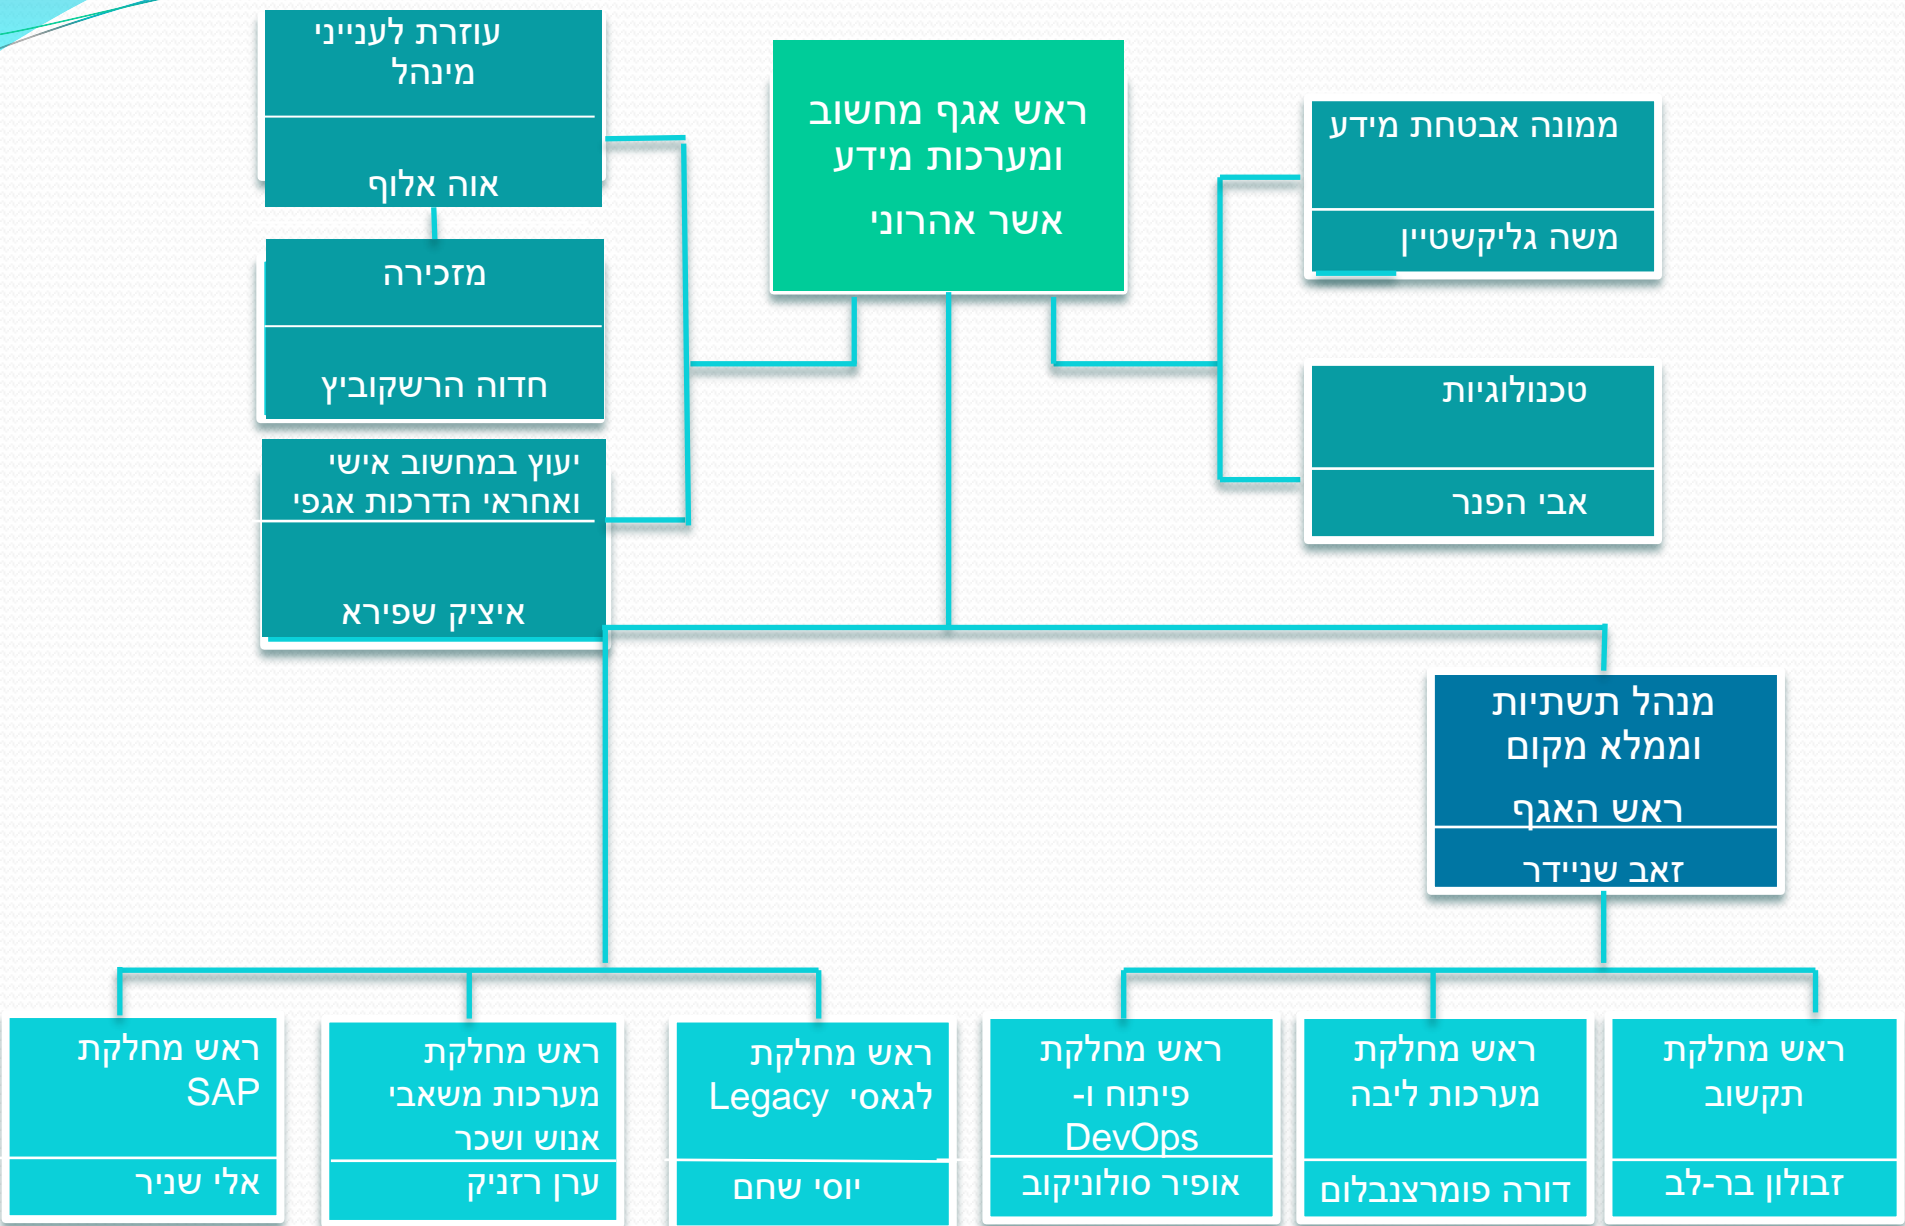 ראש אגף מחשוב
ומערכות מידע
אשר אהרוני
ממונה אבטחת מידע
משה גליקשטיין
טכנולוגיות
אבי הפנר
עוזרת לענייני
מינהל
אוה אלוף
מזכירה
חדוה הרשקוביץ
יעוץ במחשוב אישי
ואחראי הדרכות אגפי
איציק שפירא
מנהל תשתיות
וממלא מקום
ראש האגף
זאב שניידר
ראש מחלקת
תקשוב
זבולון בר-לב
ראש מחלקת
מערכות ליבה
דורה פומרצנבלום
ראש מחלקת
פיתוח ו-
DevOps
אופיר סולוניקוב
ראש מחלקת
לגאסי Legacy
יוסי שחם
ראש מחלקת
מערכות משאבי
אנוש ושכר
ערן רזניק
ראש מחלקת
SAP
אלי שניר